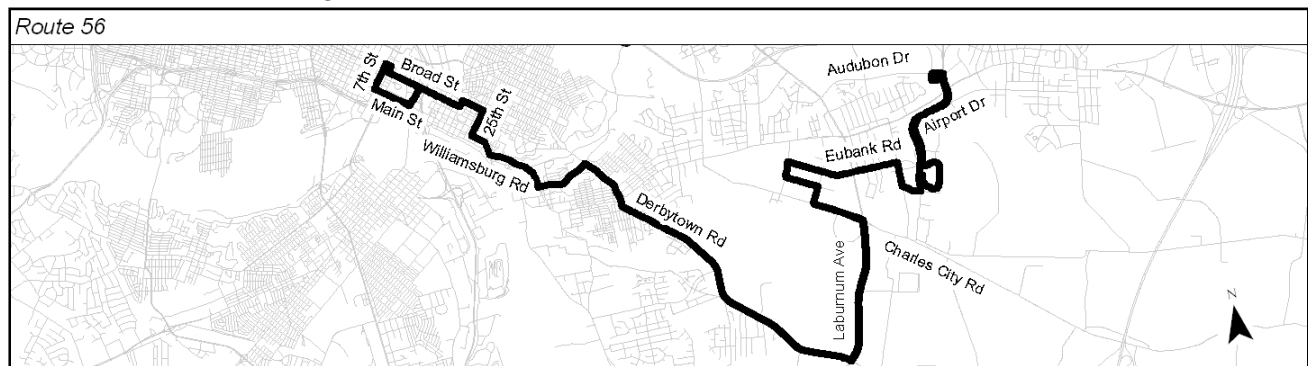 Route 56
7th St
Broad St
Main St
25th St
Williamsburg Rd
Derbytown Rd
Audubon Dr
Airport Dr
Eubank Rd
Laburnum Ave
Charles City Rd
N